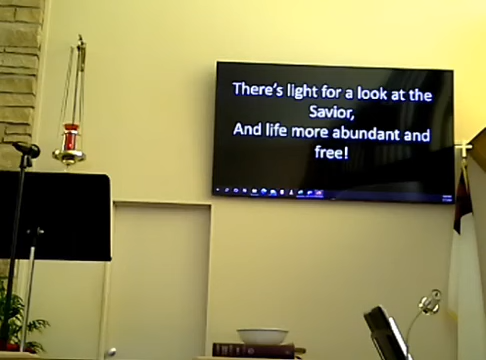 There's light for a look at the
Savior,
And life more abundant and
free!